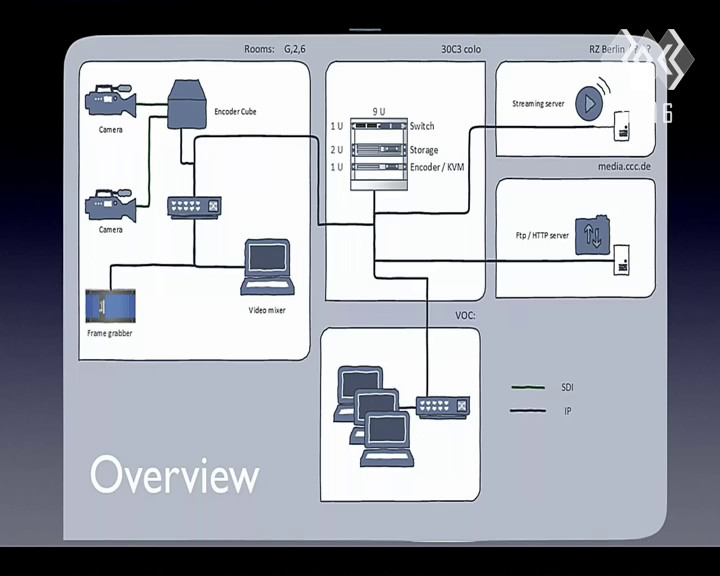 Rooms: G,2,6
30C3 colo
RZ Berlin
Camera
Encoder Cube
Camera
Frame grabber
Video mixer
9 U
1 U Switch
2 U Storage
1 U Encoder / KVM
Streaming server
media.ccc.de
Ftp / HTTP server
VOC:
SDI
IP
Overview